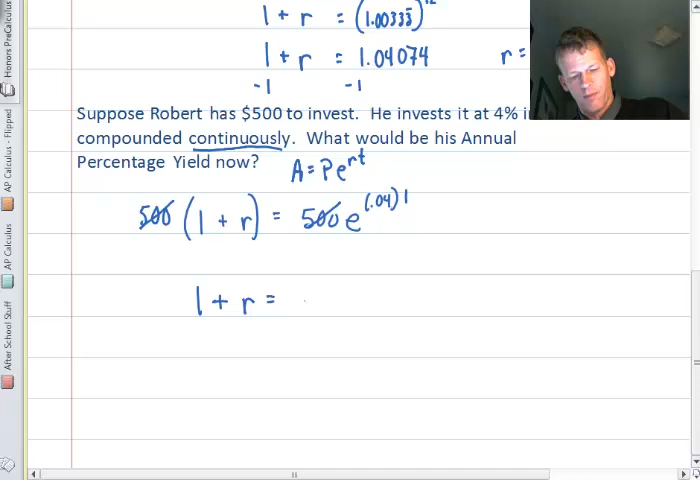 1 + r = (1.00333)¹²
1 + r = 1.04074 r =
-1 -1
Suppose Robert has $500 to invest. He invests it at 4% in
compounded continuously. What would be his Annual
Percentage Yield now? A = Pe^rt
500 (1 + r) = 500 e^(.04)1
1 + r =
Honors PreCalculus
AP Calculus - Flipped
AP Calculus
After School Stuff